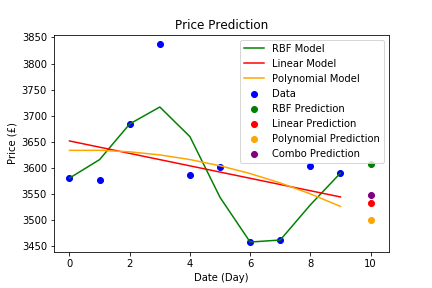 Price Prediction
3850
3800
3750
3700
3650
3600
3550
3500
3450
Price (£)
RBF Model
Linear Model
Polynomial Model
Data
RBF Prediction
Linear Prediction
Polynomial Prediction
Combo Prediction
0 2 4 6 8 10
Date (Day)